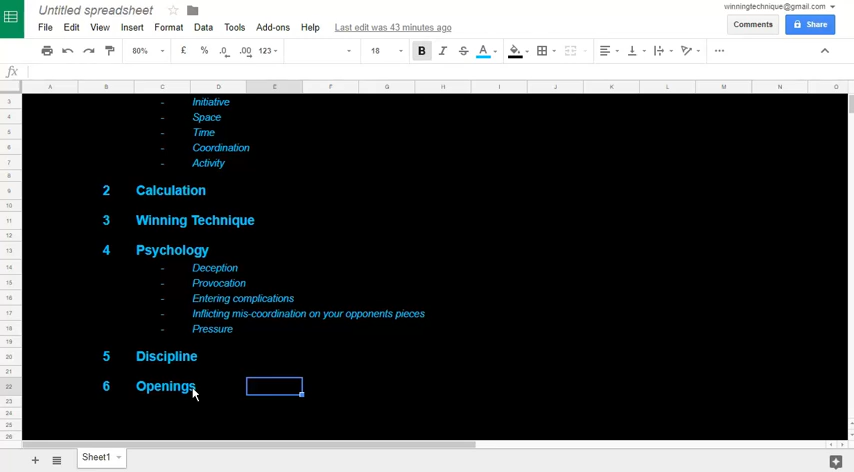 Untitled spreadsheet
winningtechnique@gmail.com
File Edit View Insert Format Data Tools Add-ons Help Last edit was 43 minutes ago
Comments Share
80% £ % .0 .00 123 18 B I S A
fx
A B C D E F G H I J K L M N O
3 - Initiative
4 - Space
5 - Time
6 - Coordination
7 - Activity
8
9 2 Calculation
10
11 3 Winning Technique
12
13 4 Psychology
14 - Deception
15 - Provocation
16 - Entering complications
17 - Inflicting mis-coordination on your opponents pieces
18 - Pressure
19
20 5 Discipline
21
22 6 Openings
23
24
25
26
Sheet1